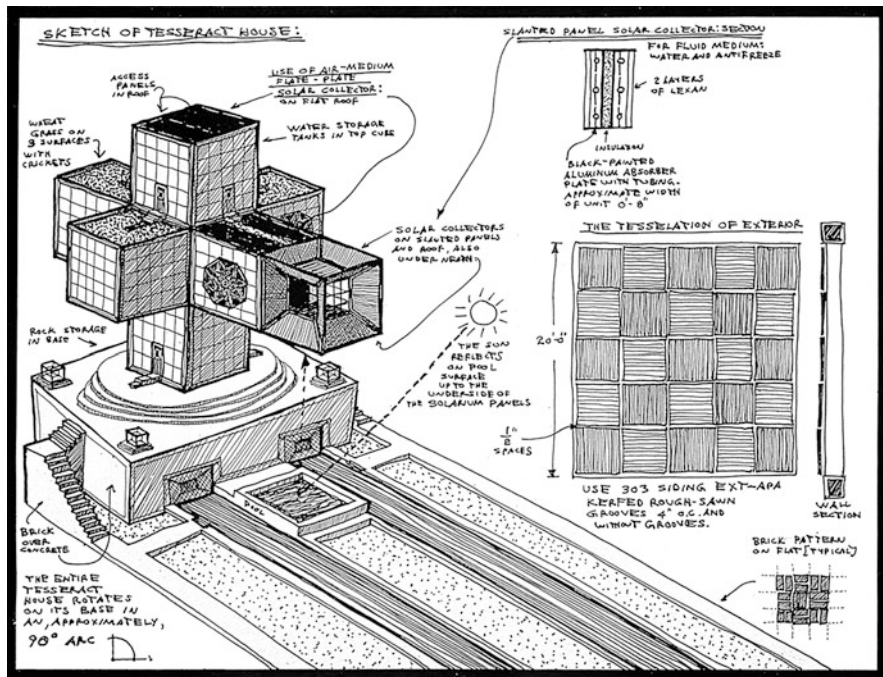 SKETCH OF TESSERACT HOUSE:
SLANTED PANEL SOLAR COLLECTOR: SECTION
ACCESS
PANELS
IN ROOF
USE OF AIR-MEDIUM
FLATE-PLATE
SOLAR COLLECTOR:
ON FLAT ROOF
WATER STORAGE
TANKS IN TOP CUBE
WHEAT
GRASS ON
3 SURFACES
WITH
CRICKETS
FOR FLUID MEDIUM:
WATER AND ANTIFREEZE
2 LAYERS
OF LEXAN
INSULATION
BLACK-PAINTED
ALUMINUM ABSORBER
PLATE WITH TUBING.
APPROXIMATE WIDTH
OF UNIT 0'-8"
SOLAR COLLECTORS
ON SLANTED PANELS
AND ROOF, ALSO
UNDERNEATH
THE TESSELATION OF EXTERIOR
20'-0"
1/8"
SPACES
USE 303 SIDING EXT-APA
KERFED ROUGH-SAWN
GROOVES 4" O.C. AND
WITHOUT GROOVES.
WALL
SECTION
ROCK STORAGE
IN BASE
THE SUN
REFLECTS
ON POOL
SURFACE
UP TO THE
UNDERSIDE OF
THE SOLARIUM PANELS
POOL
BRICK
OVER
CONCRETE
THE ENTIRE
TESSERACT
HOUSE ROTATES
ON ITS BASE IN
AN, APPROXIMATELY,
90° ARC
BRICK PATTERN
ON FLAT [TYPICAL]